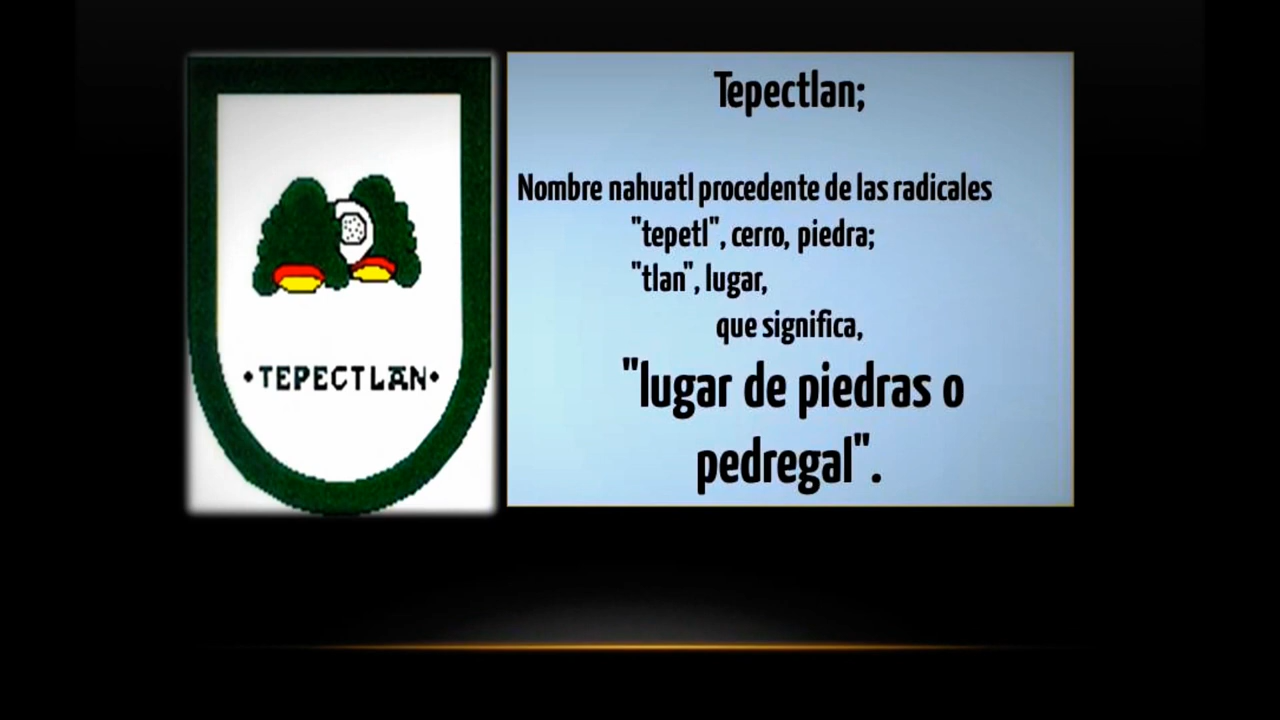 •TEPECTLAN•
Tepectlan;
Nombre nahuatl procedente de las radicales
"tepetl", cerro, piedra;
"tlan", lugar,
que significa,
"lugar de piedras o
pedregal".